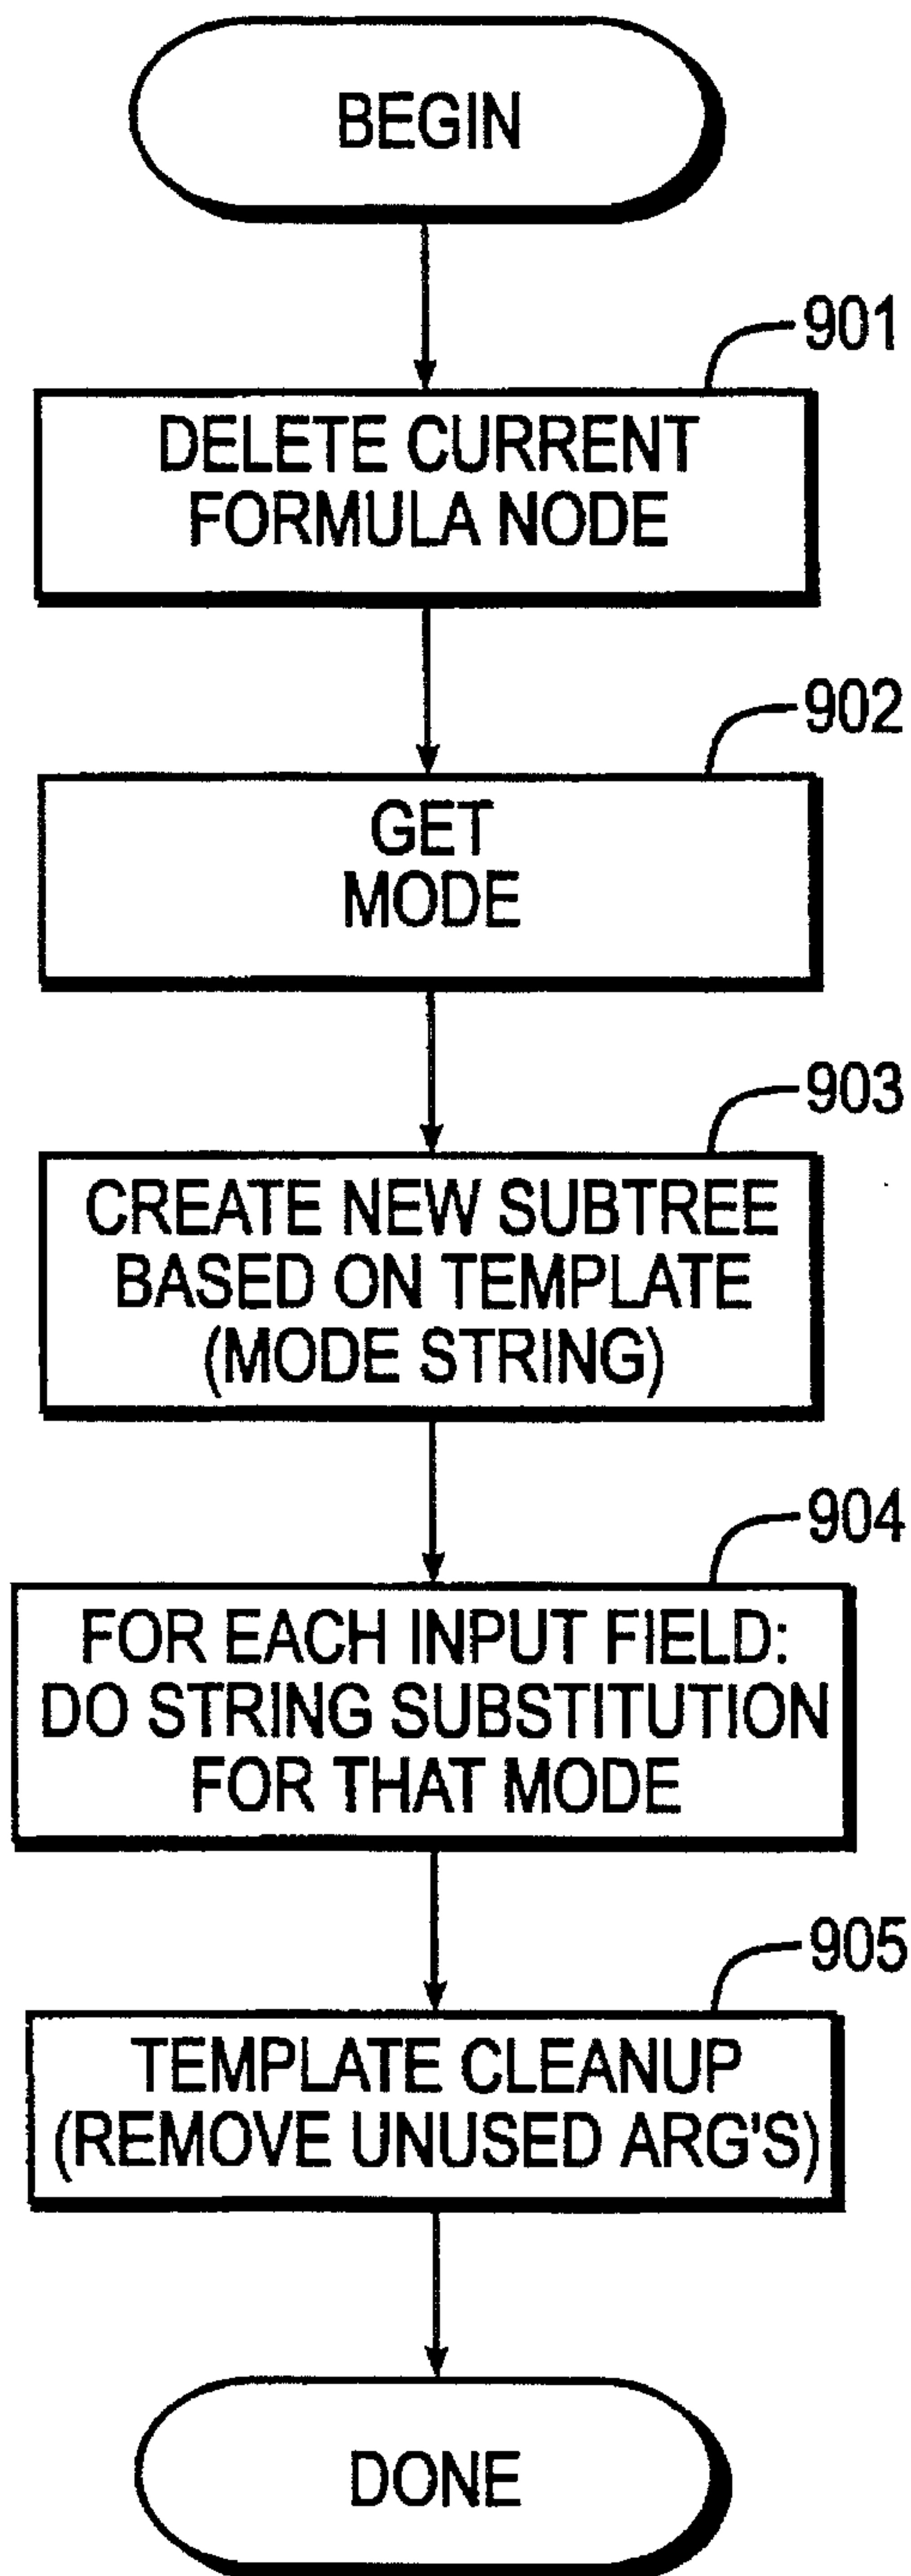 BEGIN
901
DELETE CURRENT
FORMULA NODE
902
GET
MODE
903
CREATE NEW SUBTREE
BASED ON TEMPLATE
(MODE STRING)
904
FOR EACH INPUT FIELD:
DO STRING SUBSTITUTION
FOR THAT MODE
905
TEMPLATE CLEANUP
(REMOVE UNUSED ARG'S)
DONE